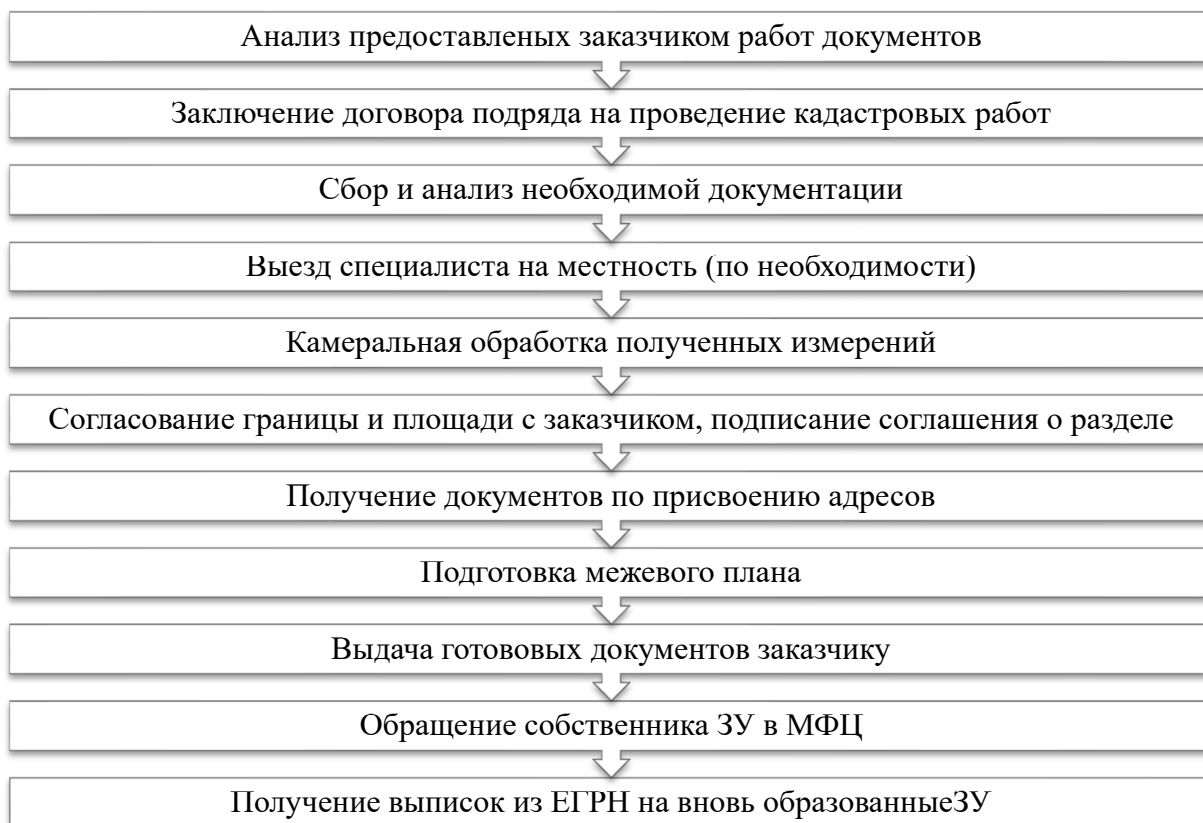 Анализ предоставленых заказчиком работ документов
Заключение договора подряда на проведение кадастровых работ
Сбор и анализ необходимой документации
Выезд специалиста на местность (по необходимости)
Камеральная обработка полученных измерений
Согласование границы и площади с заказчиком, подписание соглашения о разделе
Получение документов по присвоению адресов
Подготовка межевого плана
Выдача готововых документов заказчику
Обращение собственника ЗУ в МФЦ
Получение выписок из ЕГРН на вновь образованныеЗУ